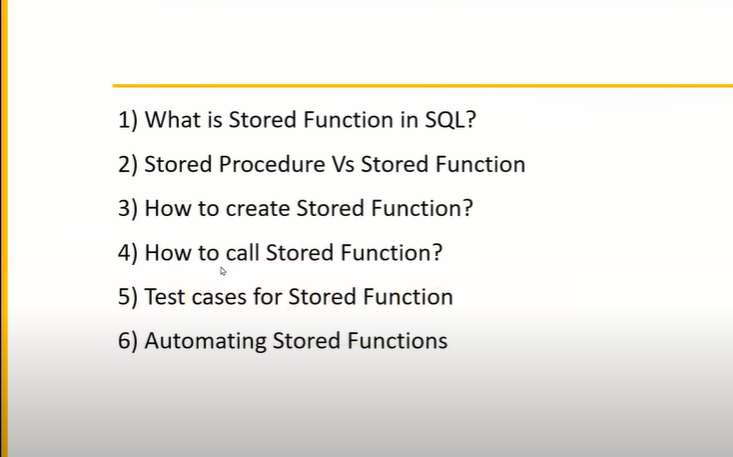 1) What is Stored Function in SQL?
2) Stored Procedure Vs Stored Function
3) How to create Stored Function?
4) How to call Stored Function?
5) Test cases for Stored Function
6) Automating Stored Functions